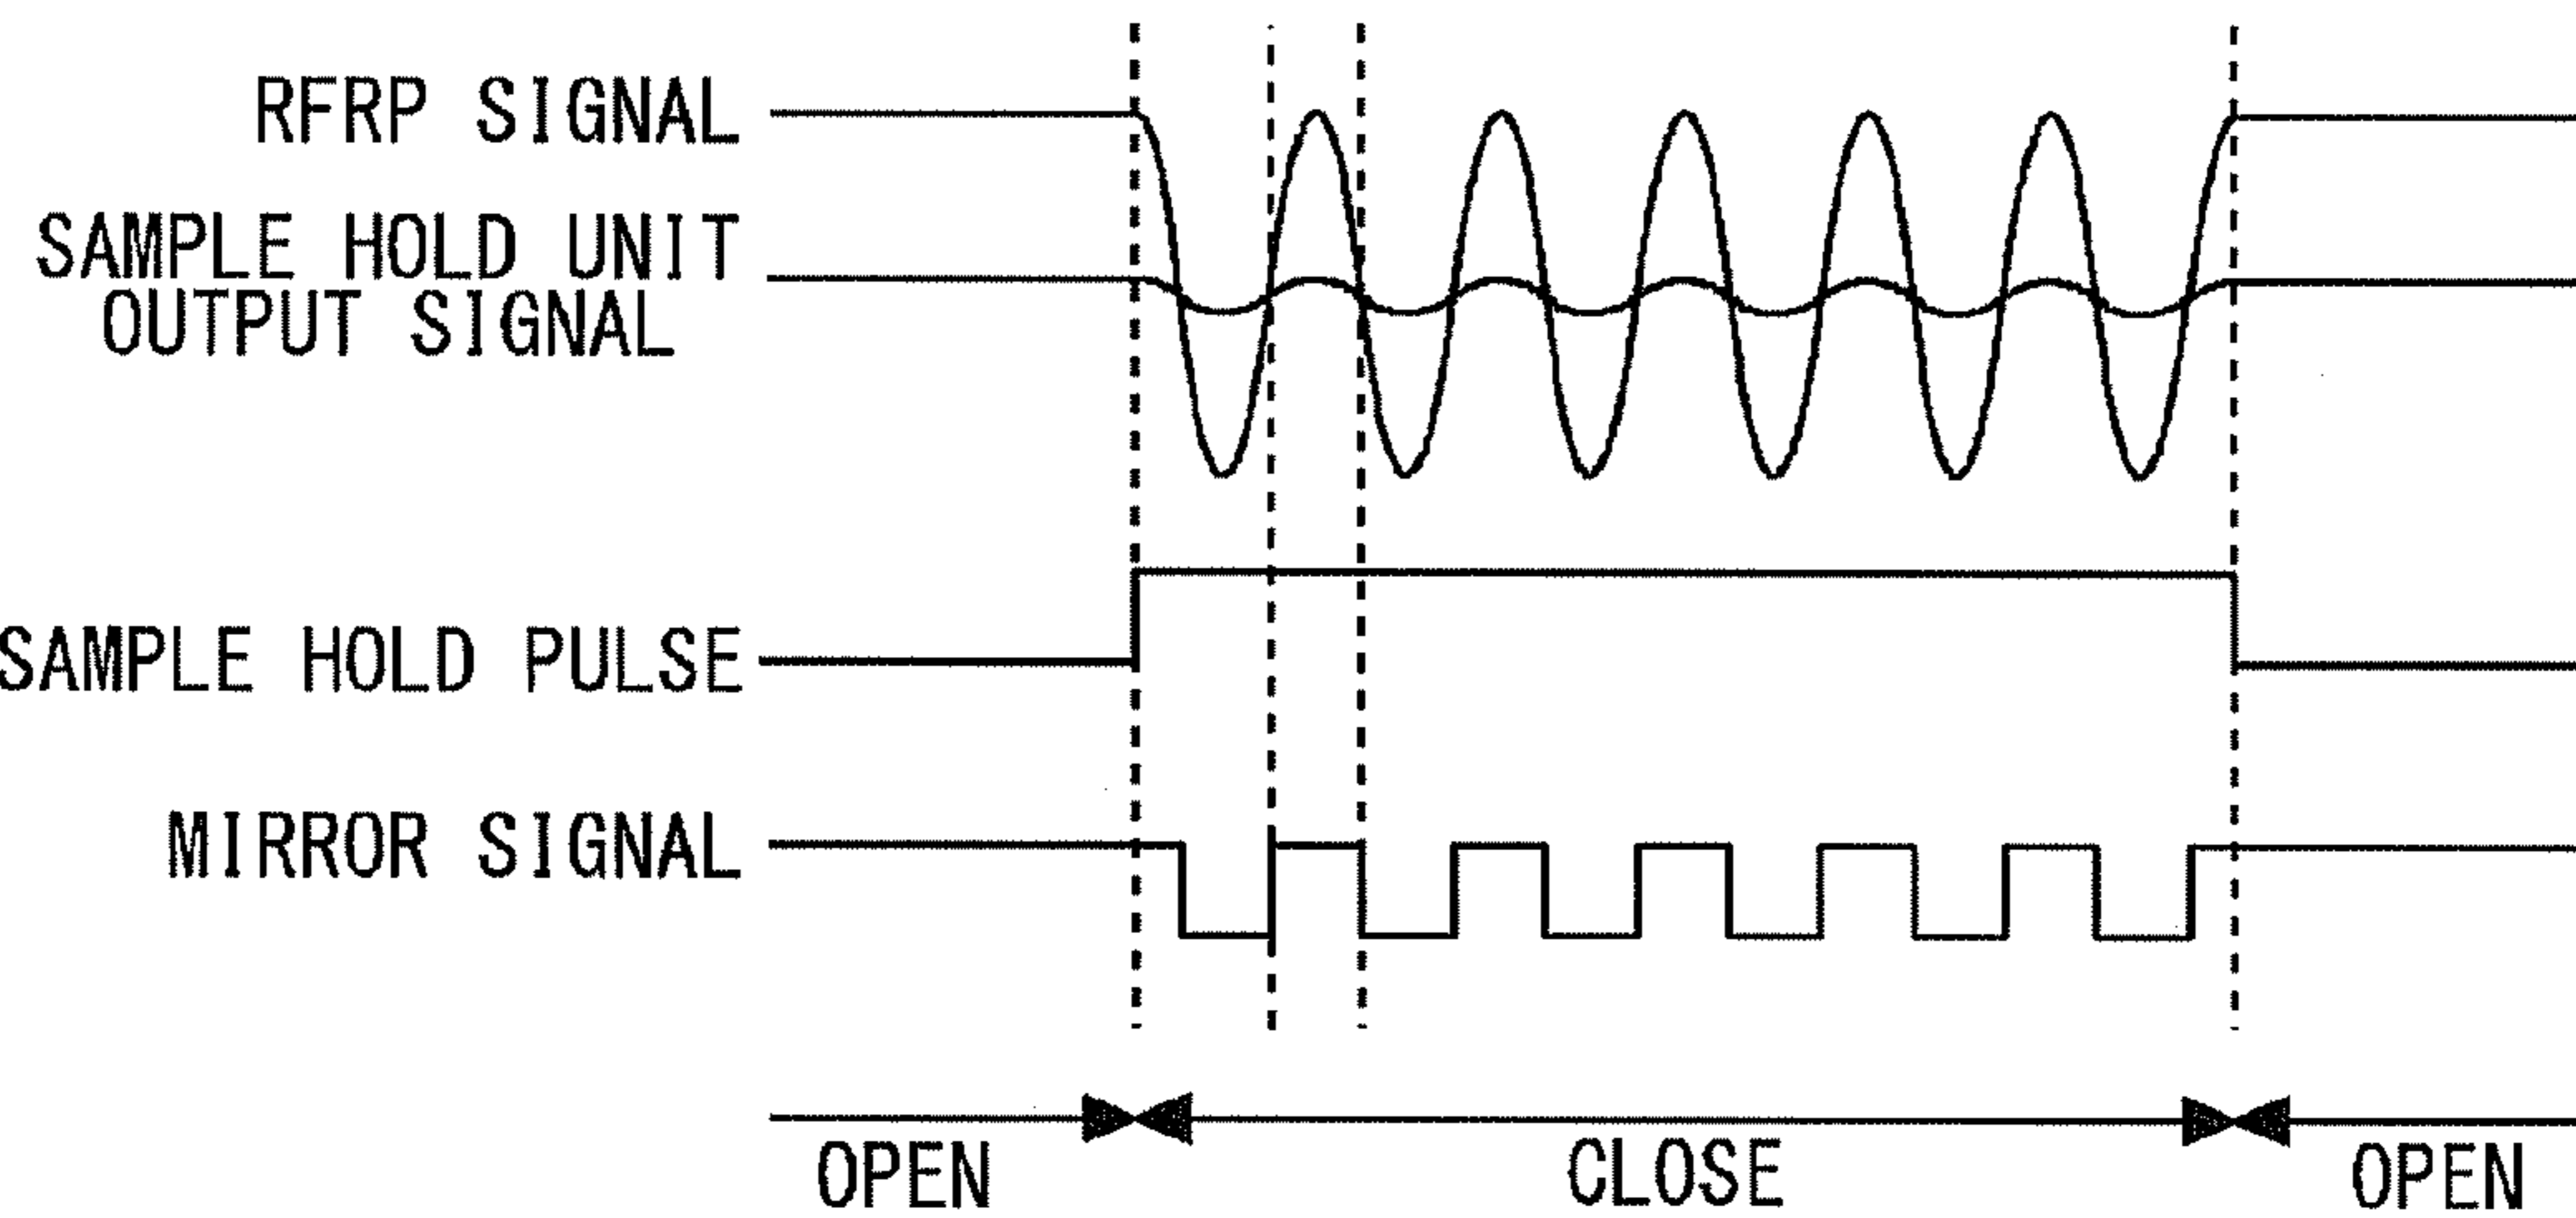 RFRP SIGNAL
SAMPLE HOLD UNIT
OUTPUT SIGNAL
SAMPLE HOLD PULSE
MIRROR SIGNAL
OPEN
CLOSE
OPEN